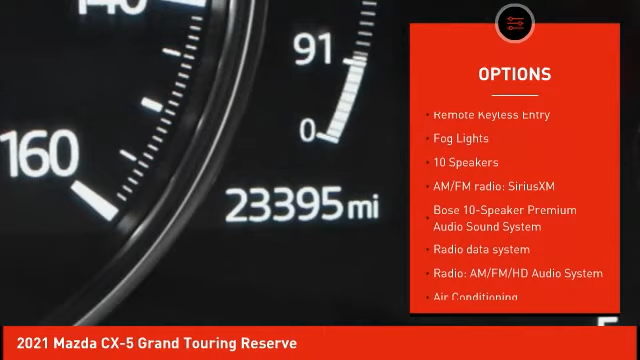 140
160
91
0
23395 mi
OPTIONS
Remote Keyless Entry
Fog Lights
10 Speakers
AM/FM radio: SiriusXM
Bose 10-Speaker Premium
Audio Sound System
Radio data system
Radio: AM/FM/HD Audio System
Air Conditioning
2021 Mazda CX-5 Grand Touring Reserve